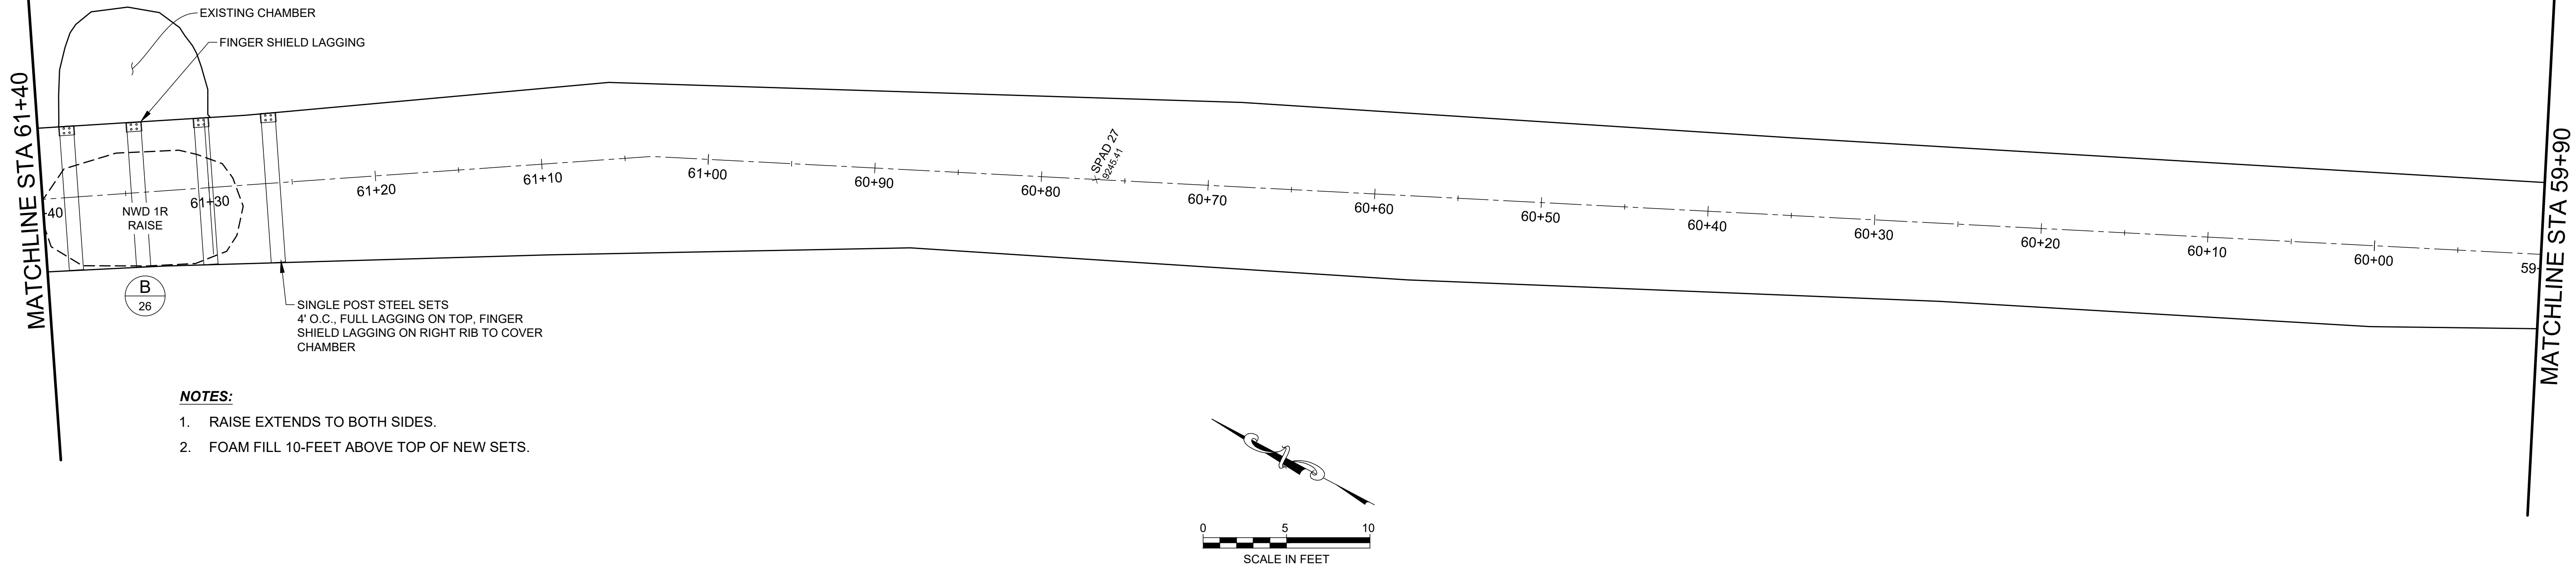 EXISTING CHAMBER
FINGER SHIELD LAGGING
MATCHLINE STA 61+40
-40
NWD 1R
RAISE
61+30
61+20
61+10
61+00
60+90
60+80
SPAD 27
9245.41
60+70
60+60
60+50
60+40
60+30
60+20
60+10
60+00
59+
MATCHLINE STA 59+90
B
26
SINGLE POST STEEL SETS
4' O.C., FULL LAGGING ON TOP, FINGER
SHIELD LAGGING ON RIGHT RIB TO COVER
CHAMBER
NOTES:
1. RAISE EXTENDS TO BOTH SIDES.
2. FOAM FILL 10-FEET ABOVE TOP OF NEW SETS.
0 5 10
SCALE IN FEET